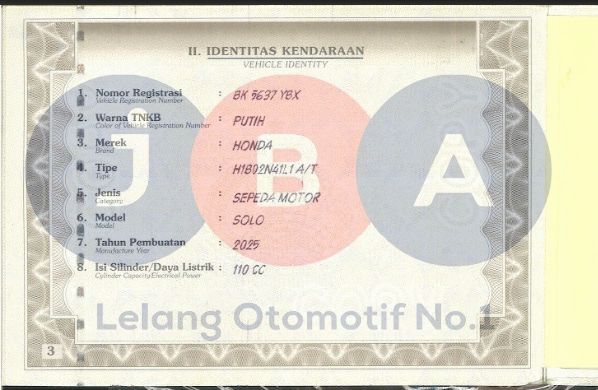 II. IDENTITAS KENDARAAN
VEHICLE IDENTITY
1. Nomor Registrasi : BK 5637 YBX
Vehicle Registration Number
2. Warna TNKB : PUTIH
Color of Vehicle Registration Number
3. Merek : HONDA
Brand
4. Tipe : H1B02N41L1 A/T
Type
5. Jenis : SEPEDA MOTOR
Category
6. Model : SOLO
Model
7. Tahun Pembuatan : 2025
Manufacture Year
8. Isi Silinder/Daya Listrik : 110 CC
Cylinder Capacity/Electrical Power
J B A
Lelang Otomotif No.1
3